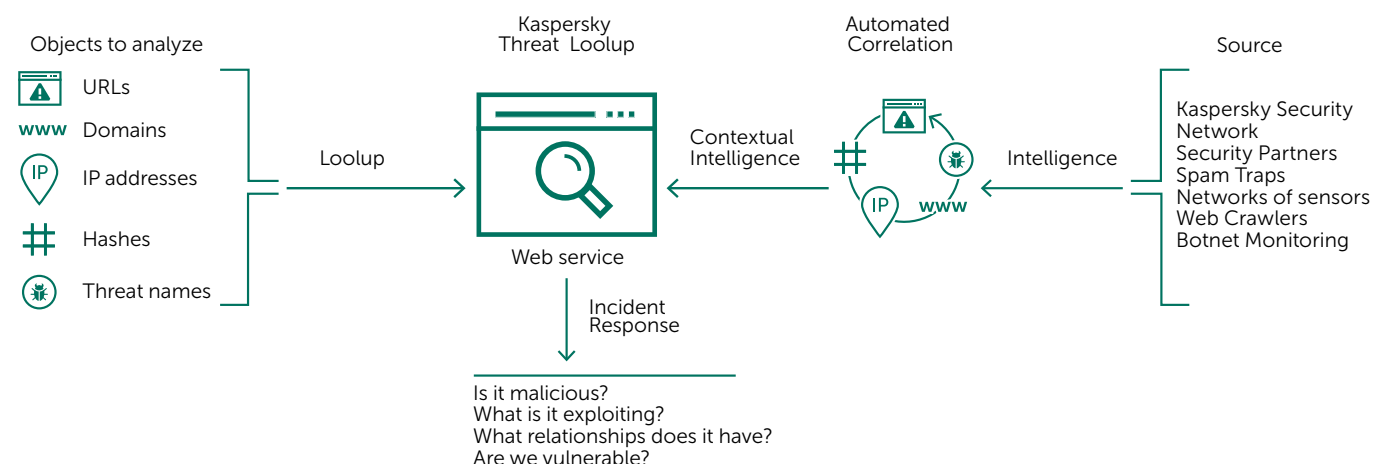 Objects to analyze
URLs
www Domains
IP IP addresses
Hashes
Threat names
Loolup
Kaspersky
Threat Loolup
Web service
Incident
Response
Is it malicious?
What is it exploiting?
What relationships does it have?
Are we vulnerable?
Contextual
Intelligence
Automated
Correlation
IP
www
Intelligence
Source
Kaspersky Security
Network
Security Partners
Spam Traps
Networks of sensors
Web Crawlers
Botnet Monitoring